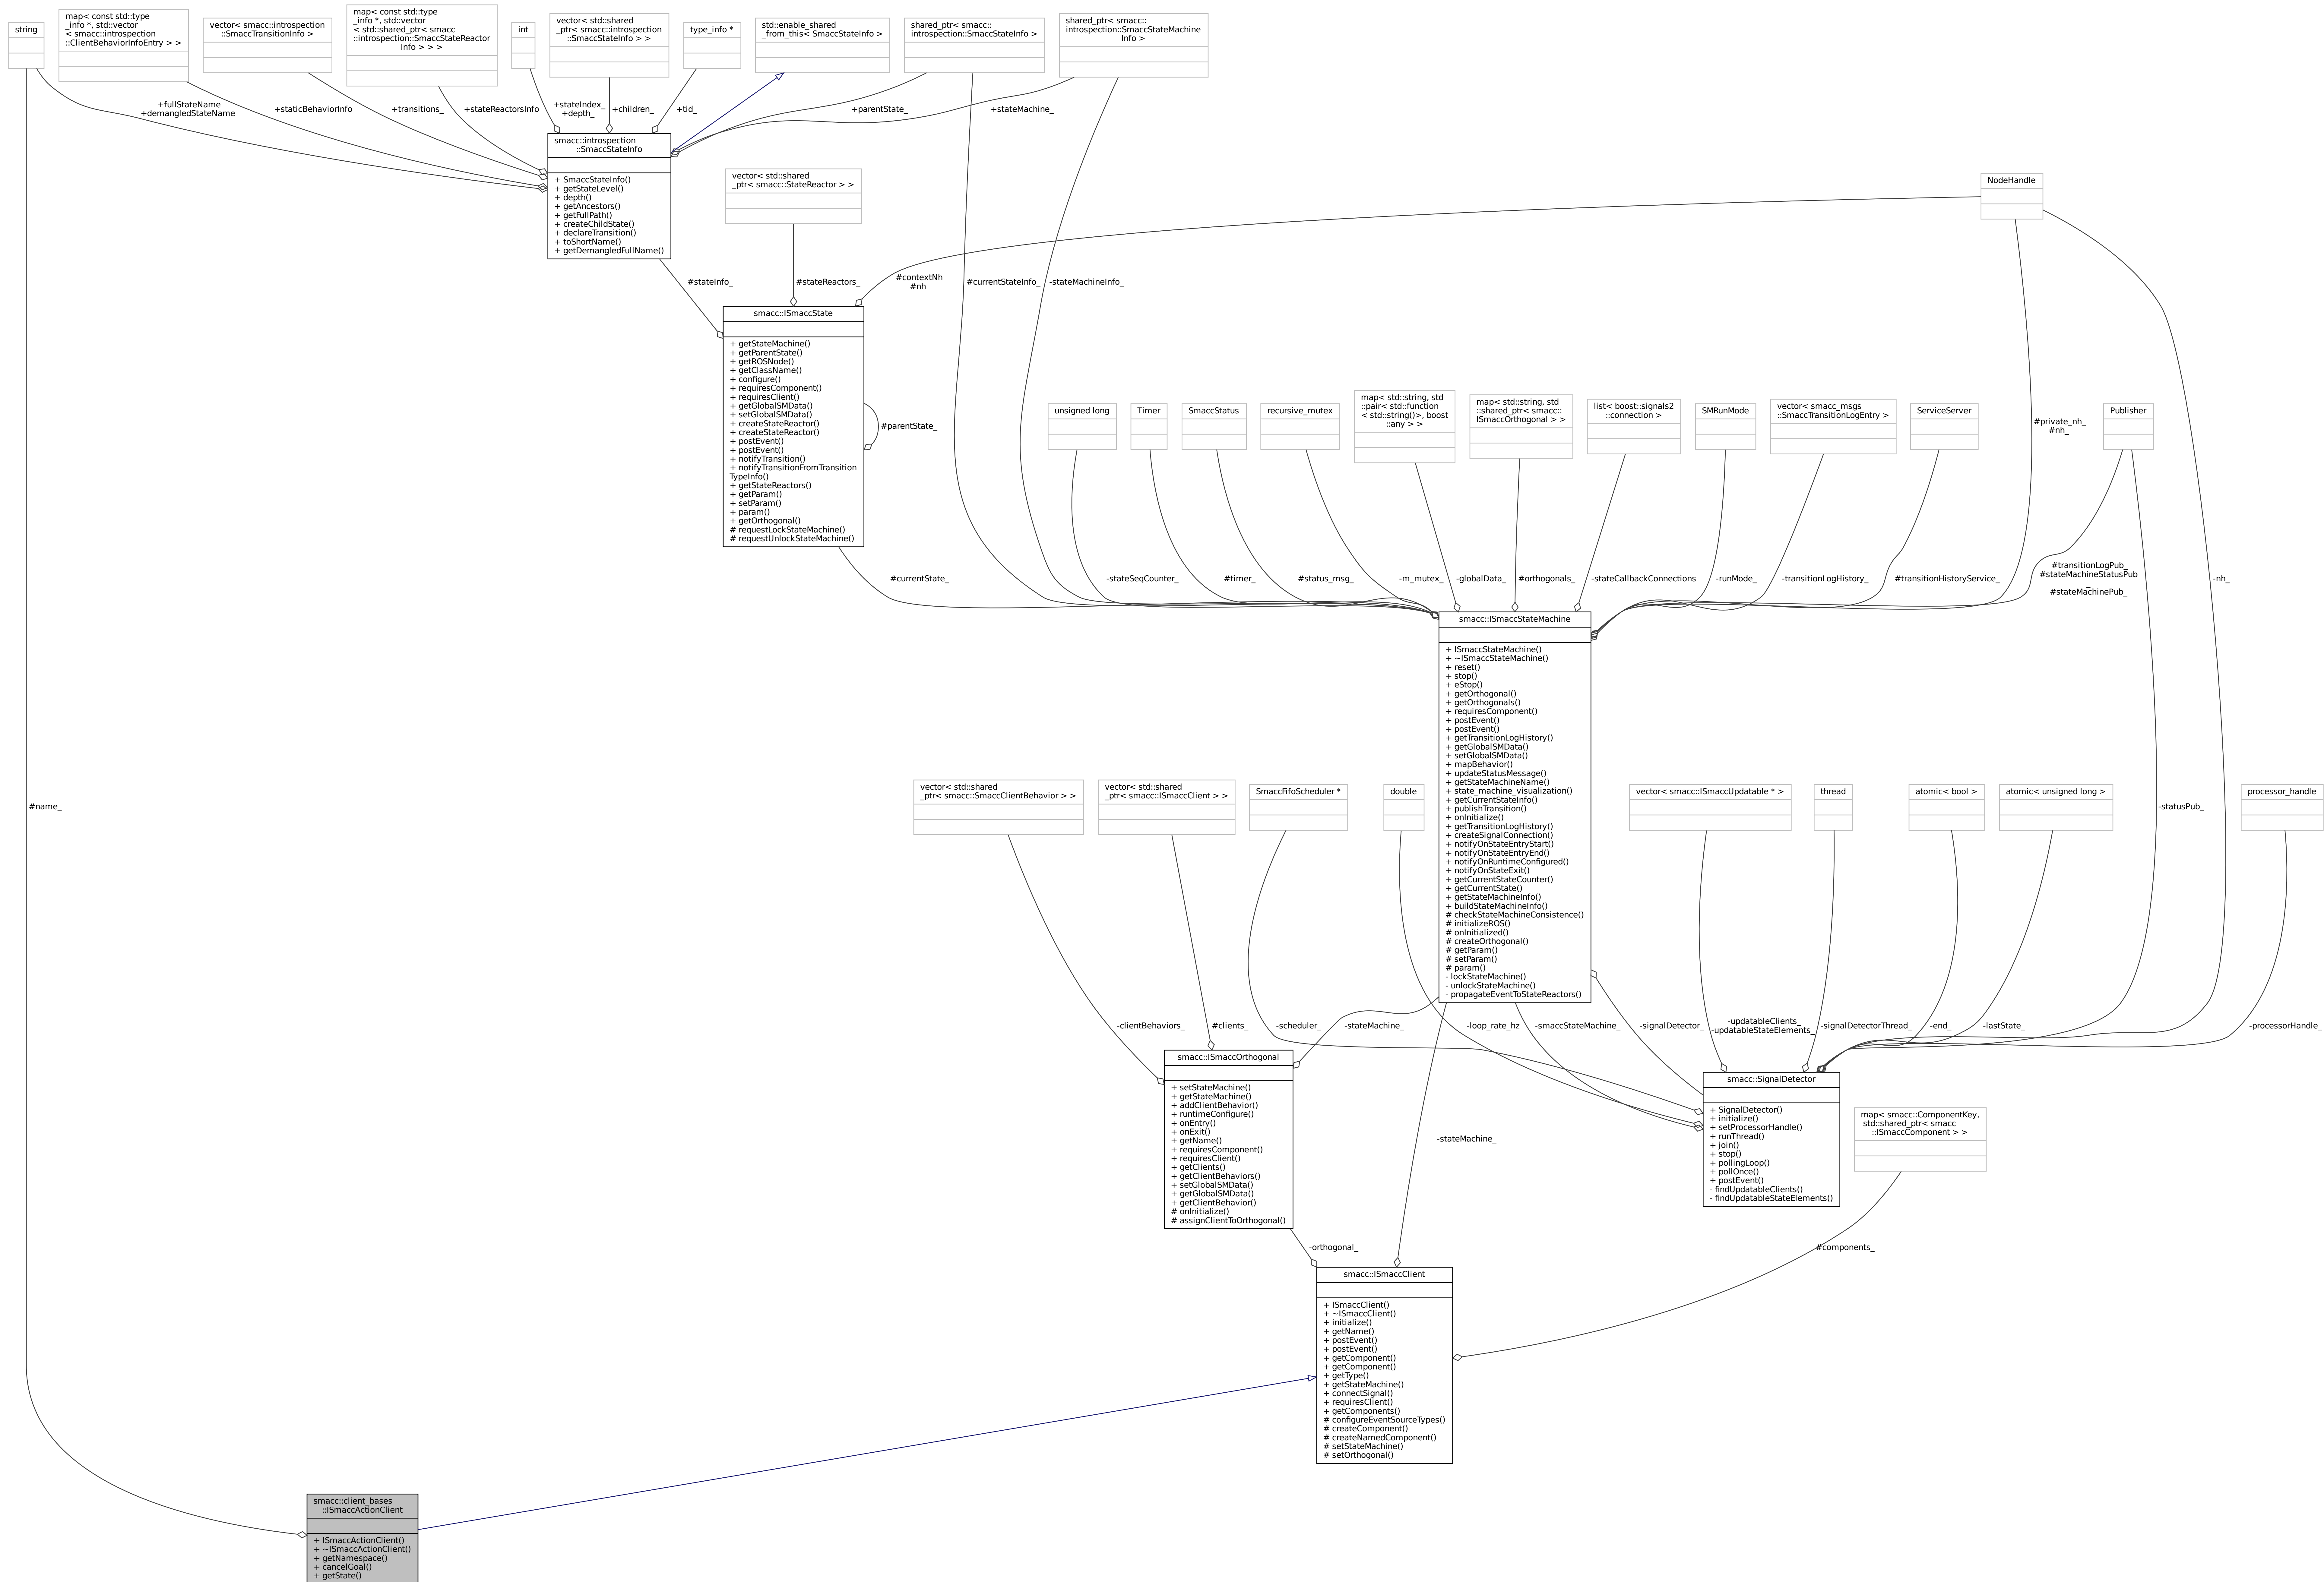 string
map< const std::type
_info *, std::vector
< smacc::introspection
::ClientBehaviorInfoEntry > >
vector< smacc::introspection
::SmaccTransitionInfo >
map< const std::type
_info *, std::vector
< std::shared_ptr< smacc
::introspection::SmaccStateReactor
Info > > >
int
vector< std::shared
_ptr< smacc::introspection
::SmaccStateInfo > >
type_info *
std::enable_shared
_from_this< SmaccStateInfo >
shared_ptr< smacc::
introspection::SmaccStateInfo >
shared_ptr< smacc::
introspection::SmaccStateMachine
Info >
+fullStateName
+demangledStateName
+staticBehaviorInfo
+transitions_
+stateReactorsInfo
+stateIndex_
+depth_
+children_
+tid_
+parentState_
+stateMachine_
smacc::introspection
::SmaccStateInfo
+ SmaccStateInfo()
+ getStateLevel()
+ depth()
+ getAncestors()
+ getFullPath()
+ createChildState()
+ declareTransition()
+ toShortName()
+ getDemangledFullName()
vector< std::shared
_ptr< smacc::StateReactor > >
NodeHandle
#stateInfo_
#stateReactors_
#contextNh
#nh
#currentStateInfo_
-stateMachineInfo_
smacc::ISmaccState
+ getStateMachine()
+ getParentState()
+ getROSNode()
+ getClassName()
+ configure()
+ requiresComponent()
+ requiresClient()
+ getGlobalSMData()
+ setGlobalSMData()
+ createStateReactor()
+ createStateReactor()
+ postEvent()
+ postEvent()
+ notifyTransition()
+ notifyTransitionFromTransition
TypeInfo()
+ getStateReactors()
+ getParam()
+ setParam()
+ param()
+ getOrthogonal()
# requestLockStateMachine()
# requestUnlockStateMachine()
#parentState_
unsigned long
Timer
SmaccStatus
recursive_mutex
map< std::string, std
::pair< std::function
< std::string()>, boost
::any > >
map< std::string, std
::shared_ptr< smacc::
ISmaccOrthogonal > >
list< boost::signals2
::connection >
SMRunMode
vector< smacc_msgs
::SmaccTransitionLogEntry >
ServiceServer
#private_nh_
#nh_
Publisher
#currentState_
-stateSeqCounter_
#timer_
#status_msg_
-m_mutex_
-globalData_
#orthogonals_
-stateCallbackConnections
-runMode_
-transitionLogHistory_
#transitionHistoryService_
#transitionLogPub_
#stateMachineStatusPub
_
#stateMachinePub_
-nh_
smacc::ISmaccStateMachine
+ ISmaccStateMachine()
+ ~ISmaccStateMachine()
+ reset()
+ stop()
+ eStop()
+ getOrthogonal()
+ getOrthogonals()
+ requiresComponent()
+ postEvent()
+ postEvent()
+ getTransitionLogHistory()
+ getGlobalSMData()
+ setGlobalSMData()
+ mapBehavior()
+ updateStatusMessage()
+ getStateMachineName()
+ state_machine_visualization()
+ getCurrentStateInfo()
+ publishTransition()
+ onInitialize()
+ getTransitionLogHistory()
+ createSignalConnection()
+ notifyOnStateEntryStart()
+ notifyOnStateEntryEnd()
+ notifyOnRuntimeConfigured()
+ notifyOnStateExit()
+ getCurrentStateCounter()
+ getCurrentState()
+ getStateMachineInfo()
+ buildStateMachineInfo()
# checkStateMachineConsistence()
# initializeROS()
# onInitialized()
# createOrthogonal()
# getParam()
# setParam()
# param()
- lockStateMachine()
- unlockStateMachine()
- propagateEventToStateReactors()
#name_
vector< std::shared
_ptr< smacc::SmaccClientBehavior > >
vector< std::shared
_ptr< smacc::ISmaccClient > >
SmaccFifoScheduler *
double
vector< smacc::ISmaccUpdatable * >
thread
atomic< bool >
atomic< unsigned long >
-statusPub_
processor_handle
-clientBehaviors_
#clients_
-scheduler_
-stateMachine_
-loop_rate_hz
-smaccStateMachine_
-signalDetector_
-updatableClients_
-updatableStateElements_
-signalDetectorThread_
-end_
-lastState_
-processorHandle_
smacc::ISmaccOrthogonal
+ setStateMachine()
+ getStateMachine()
+ addClientBehavior()
+ runtimeConfigure()
+ onEntry()
+ onExit()
+ getName()
+ requiresComponent()
+ requiresClient()
+ getClients()
+ getClientBehaviors()
+ setGlobalSMData()
+ getGlobalSMData()
+ getClientBehavior()
# onInitialize()
# assignClientToOrthogonal()
-stateMachine_
smacc::SignalDetector
+ SignalDetector()
+ initialize()
+ setProcessorHandle()
+ runThread()
+ join()
+ stop()
+ pollingLoop()
+ pollOnce()
+ postEvent()
- findUpdatableClients()
- findUpdatableStateElements()
map< smacc::ComponentKey,
std::shared_ptr< smacc
::ISmaccComponent > >
-orthogonal_
#components_
smacc::ISmaccClient
+ ISmaccClient()
+ ~ISmaccClient()
+ initialize()
+ getName()
+ postEvent()
+ postEvent()
+ getComponent()
+ getComponent()
+ getType()
+ getStateMachine()
+ connectSignal()
+ requiresClient()
+ getComponents()
# configureEventSourceTypes()
# createComponent()
# createNamedComponent()
# setStateMachine()
# setOrthogonal()
smacc::client_bases
::ISmaccActionClient
+ ISmaccActionClient()
+ ~ISmaccActionClient()
+ getNamespace()
+ cancelGoal()
+ getState()